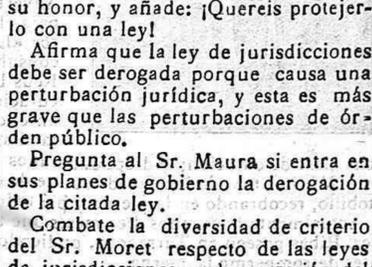 su honor, y añade: ¡Quereis protejer-
lo con una ley!
Afirma que la ley de jurisdicciones
debe ser derogada porque causa una
perturbación jurídica, y esta es más
grave que las perturbaciones de ór-
den público.
Pregunta al Sr. Maura si entra en
sus planes de gobierno la derogación
de la citada ley.
Combate la diversidad de criterio
del Sr. Moret respecto de las leyes
de jurisdicciones